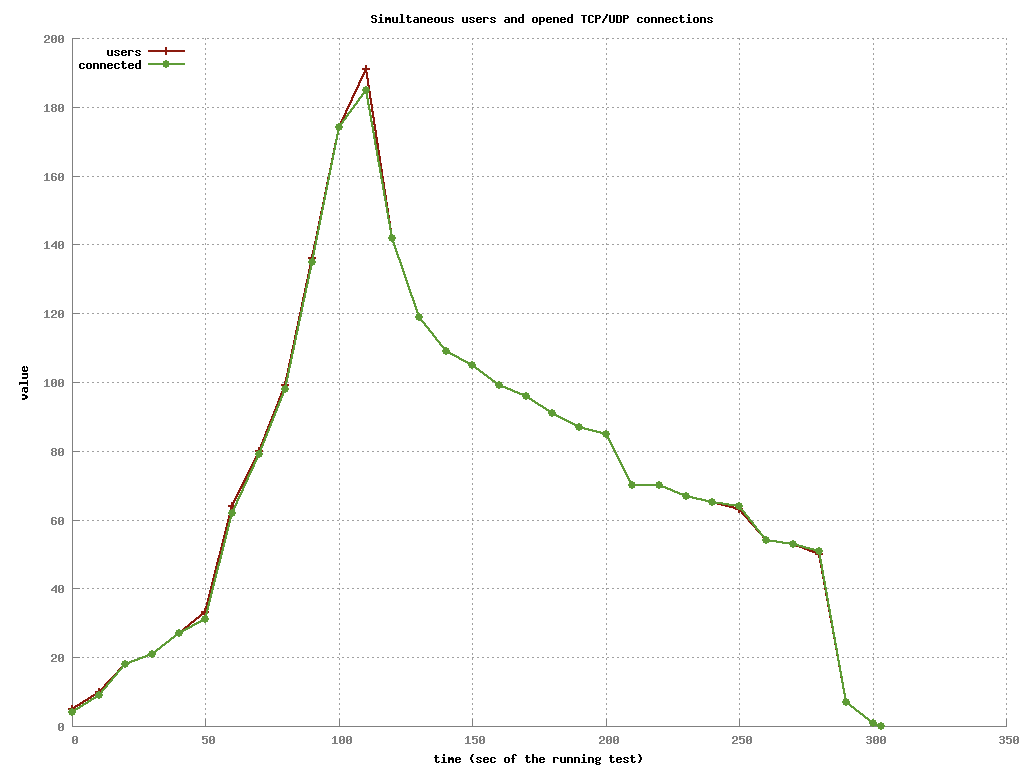 Simultaneous users and opened TCP/UDP connections
200
users
connected
180
160
140
120
100
value
80
60
40
20
0
0 50 100 150 200 250 300 350
time (sec of the running test)